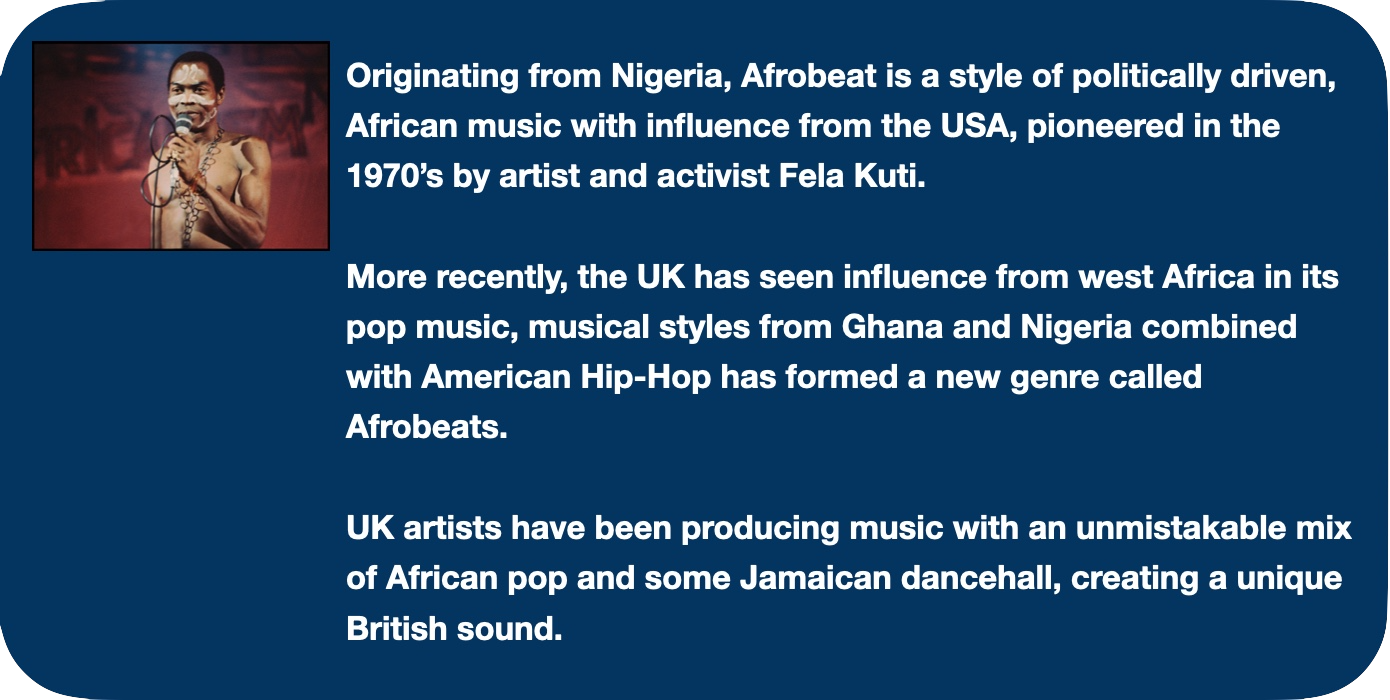 Originating from Nigeria, Afrobeat is a style of politically driven,
African music with influence from the USA, pioneered in the
1970’s by artist and activist Fela Kuti.
More recently, the UK has seen influence from west Africa in its
pop music, musical styles from Ghana and Nigeria combined
with American Hip-Hop has formed a new genre called
Afrobeats.
UK artists have been producing music with an unmistakable mix
of African pop and some Jamaican dancehall, creating a unique
British sound.